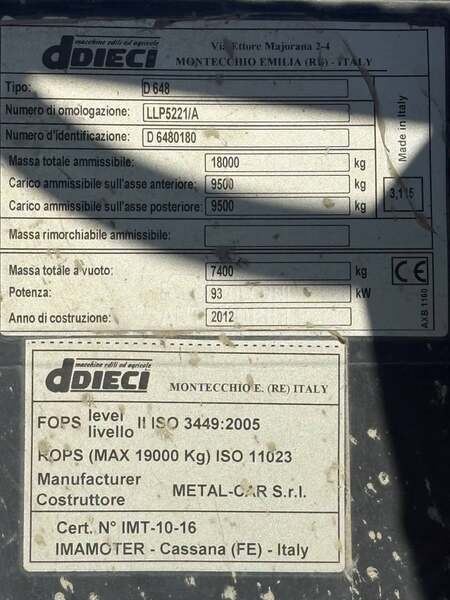 macchine edili ed agricole
dDIECI
Via Ettore Majorana 2-4
MONTECCHIO EMILIA (RE) - ITALY
Tipo: D 648
Numero di omologazione: LLP5221/A
Numero d'identificazione: D 6480180
Massa totale ammissibile: 18000 kg
Carico ammissibile sull'asse anteriore: 9500 kg
Carico ammissibile sull'asse posteriore: 9500 kg
Massa rimorchiabile ammissibile: kg
Massa totale a vuoto: 7400 kg
Potenza: 93 kW
Anno di costruzione: 2012
Made in Italy
CE
AXB 1160
macchine edili ed agricole
dDIECI
MONTECCHIO E. (RE) ITALY
FOPS level livello II ISO 3449:2005
ROPS (MAX 19000 Kg) ISO 11023
Manufacturer
Costruttore METAL-CAR S.r.l.
Cert. N° IMT-10-16
IMAMOTER - Cassana (FE) - Italy